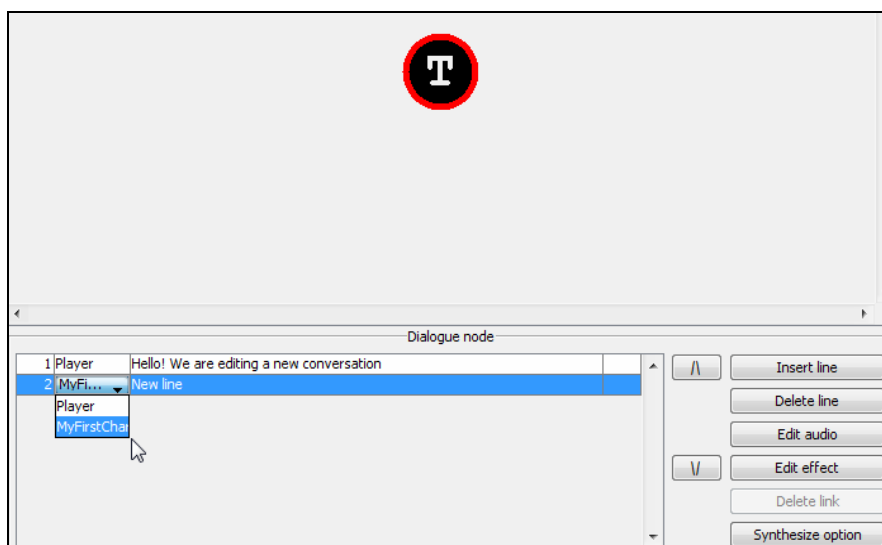 T
Dialogue node
1 Player Hello! We are editing a new conversation
2 MyFi... New line
Player
MyFirstChar
/\
\/
Insert line
Delete line
Edit audio
Edit effect
Delete link
Synthesize option